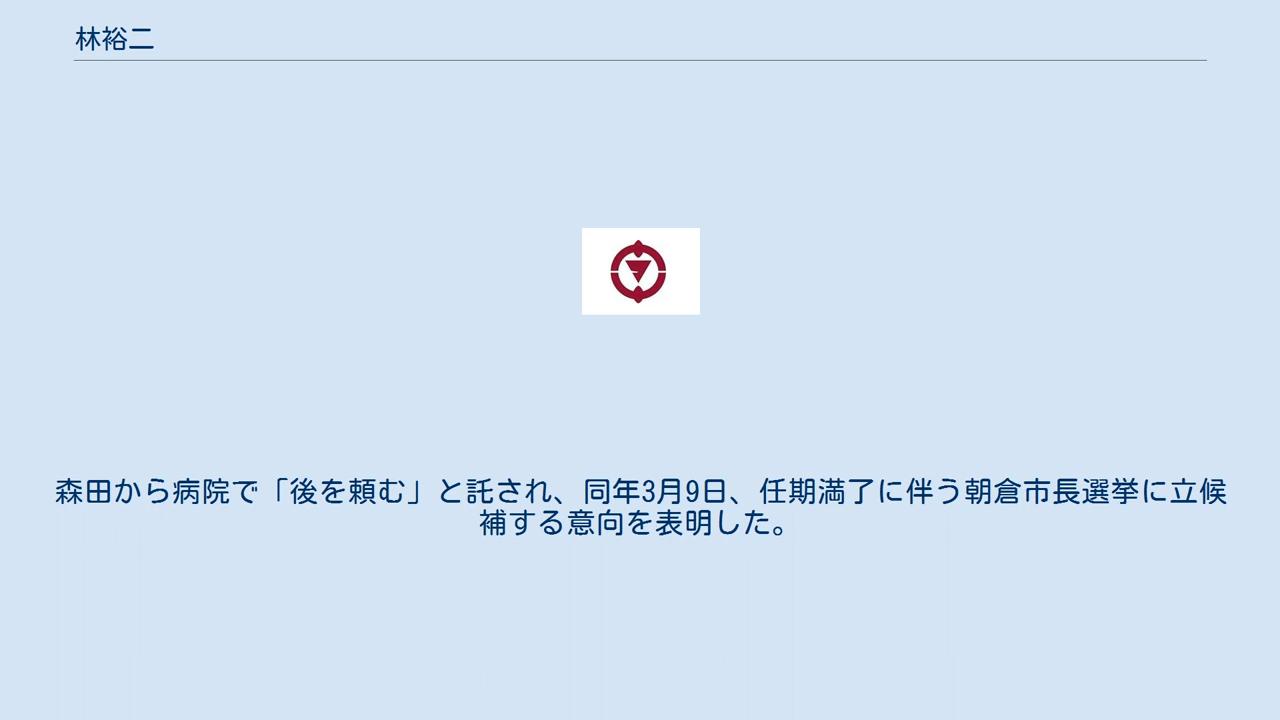 林裕二
森田から病院で「後を頼む」と託され、同年3月9日、任期満了に伴う朝倉市長選挙に立候
補する意向を表明した。